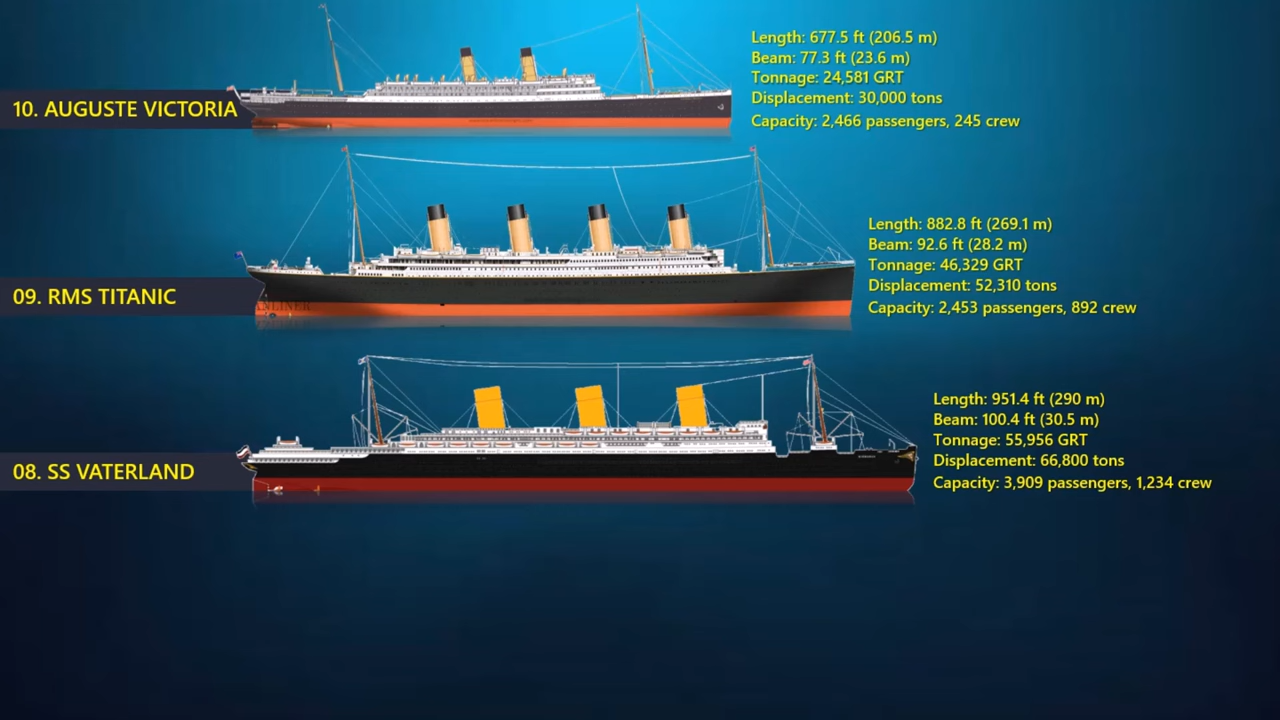 10. AUGUSTE VICTORIA
Length: 677.5 ft (206.5 m)
Beam: 77.3 ft (23.6 m)
Tonnage: 24,581 GRT
Displacement: 30,000 tons
Capacity: 2,466 passengers, 245 crew
09. RMS TITANIC
Length: 882.8 ft (269.1 m)
Beam: 92.6 ft (28.2 m)
Tonnage: 46,329 GRT
Displacement: 52,310 tons
Capacity: 2,453 passengers, 892 crew
08. SS VATERLAND
Length: 951.4 ft (290 m)
Beam: 100.4 ft (30.5 m)
Tonnage: 55,956 GRT
Displacement: 66,800 tons
Capacity: 3,909 passengers, 1,234 crew